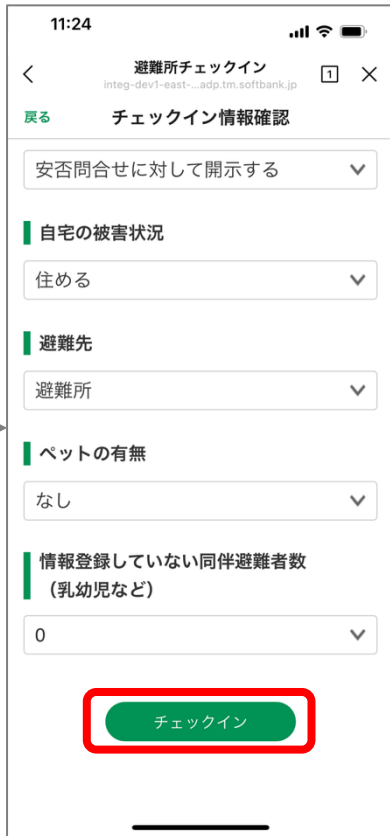 11:24
避難所チェックイン
1
integ-dev1-east-...adp.tm.softbank.jp
戻る
チェックイン情報確認
安否問合せに対して開示する
自宅の被害状況
住める
避難先
避難所
ペットの有無
なし
情報登録していない同伴避難者数
（乳幼児など）
0
チェックイン